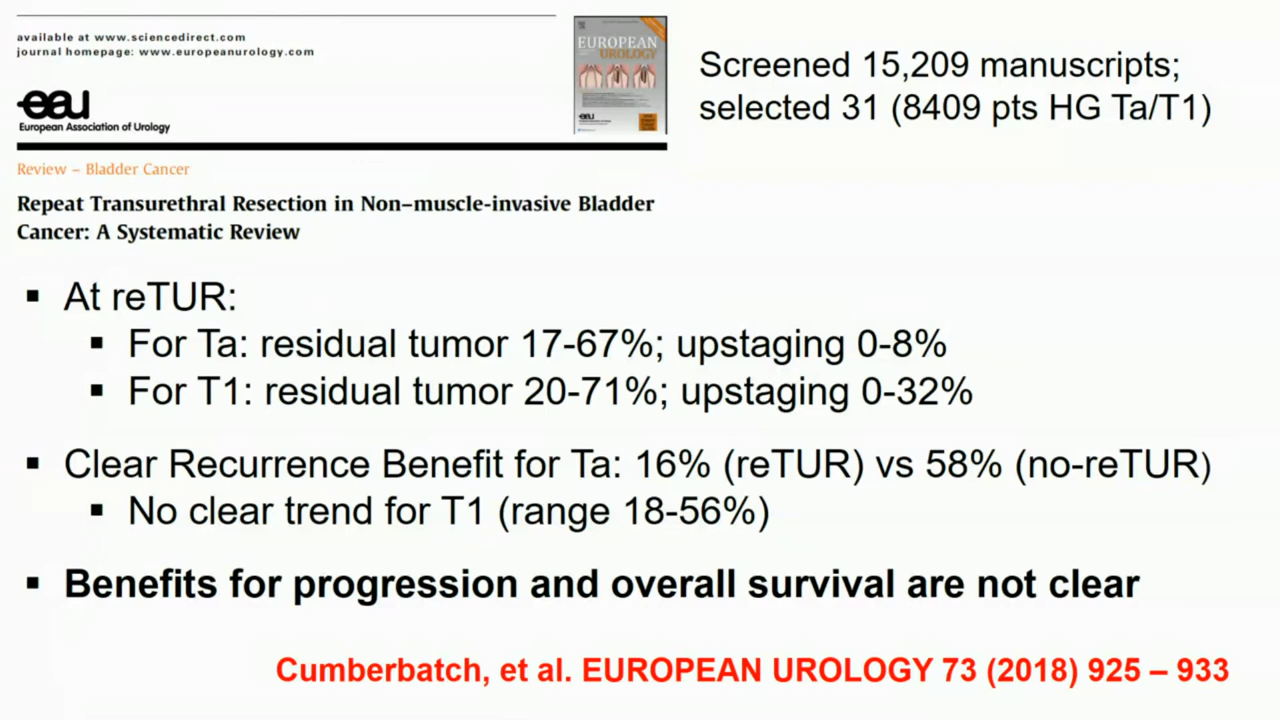 available at www.sciencedirect.com
journal homepage: www.europeanurology.com
eau
European Association of Urology
EUROPEAN
UROLOGY
Screened 15,209 manuscripts;
selected 31 (8409 pts HG Ta/T1)
Review – Bladder Cancer
Repeat Transurethral Resection in Non–muscle-invasive Bladder
Cancer: A Systematic Review
▪ At reTUR:
▪ For Ta: residual tumor 17-67%; upstaging 0-8%
▪ For T1: residual tumor 20-71%; upstaging 0-32%
▪ Clear Recurrence Benefit for Ta: 16% (reTUR) vs 58% (no-reTUR)
▪ No clear trend for T1 (range 18-56%)
▪ Benefits for progression and overall survival are not clear
Cumberbatch, et al. EUROPEAN UROLOGY 73 (2018) 925 – 933